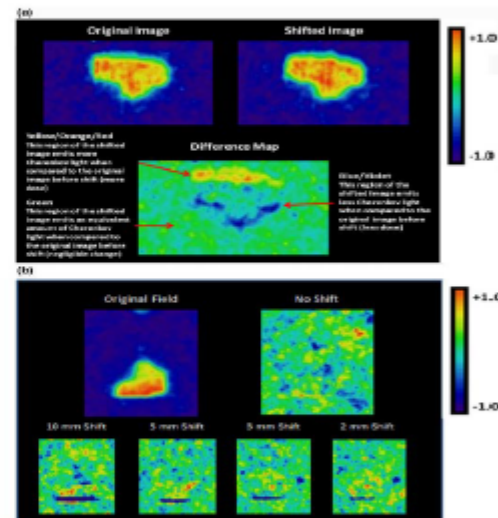 (a)
Original Image
Shifted Image
+1.0
-1.0
Difference Map
Yellow/Orange/Red
This region of the shifted
image emits more
Cherenkov light when
compared to the original
image before shift (more
dose)
Green
This region of the shifted
image emits an equivalent
amount of Cherenkov
light when compared to
the original image before
shift (negligible change)
Blue/Violet
This region of the
shifted image emits
less Cherenkov light
when compared to the
original image before
shift (less dose)
(b)
Original Field
No Shift
+1.0
-1.0
10 mm Shift
5 mm Shift
3 mm Shift
2 mm Shift